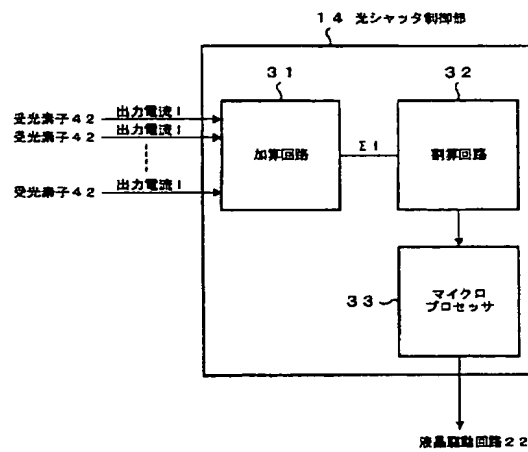 14 光シャッタ制御部
31
32
受光素子42 出力電流I
受光素子42 出力電流I
受光素子42 出力電流I
加算回路
ΣI
割算回路
33
マイクロ
プロセッサ
液晶駆動回路22